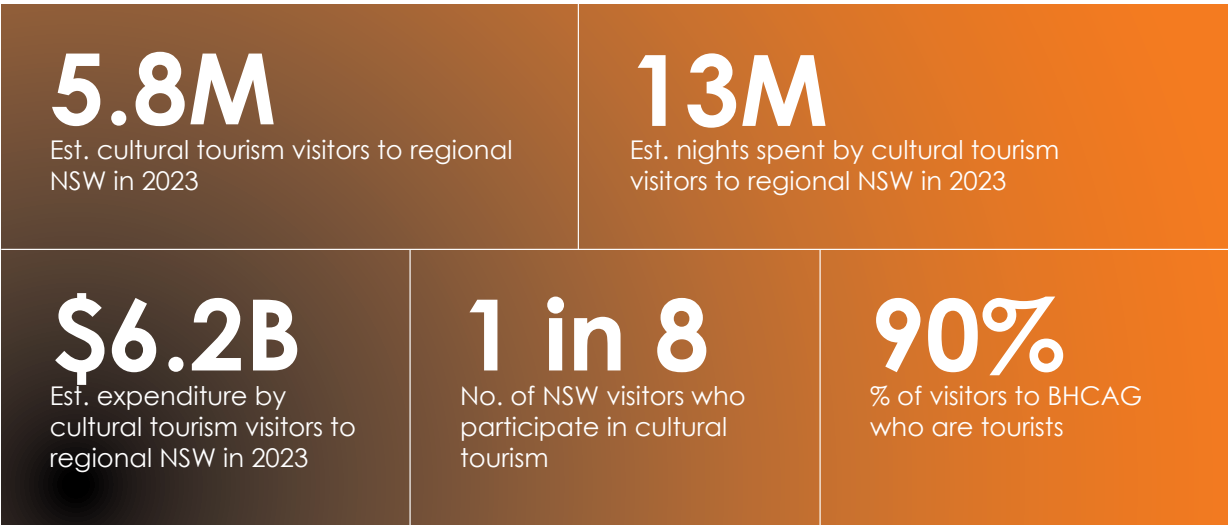 5.8M
Est. cultural tourism visitors to regional
NSW in 2023
13M
Est. nights spent by cultural tourism
visitors to regional NSW in 2023
$6.2B
Est. expenditure by
cultural tourism visitors to
regional NSW in 2023
1 in 8
No. of NSW visitors who
participate in cultural
tourism
90%
% of visitors to BHCAG
who are tourists